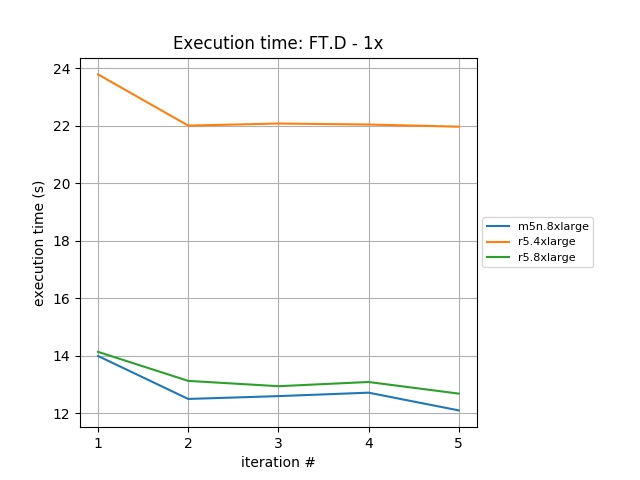 Execution time: FT.D - 1x
24
22
20
18
16
14
12
execution time (s)
1 2 3 4 5
iteration #
m5n.8xlarge
r5.4xlarge
r5.8xlarge